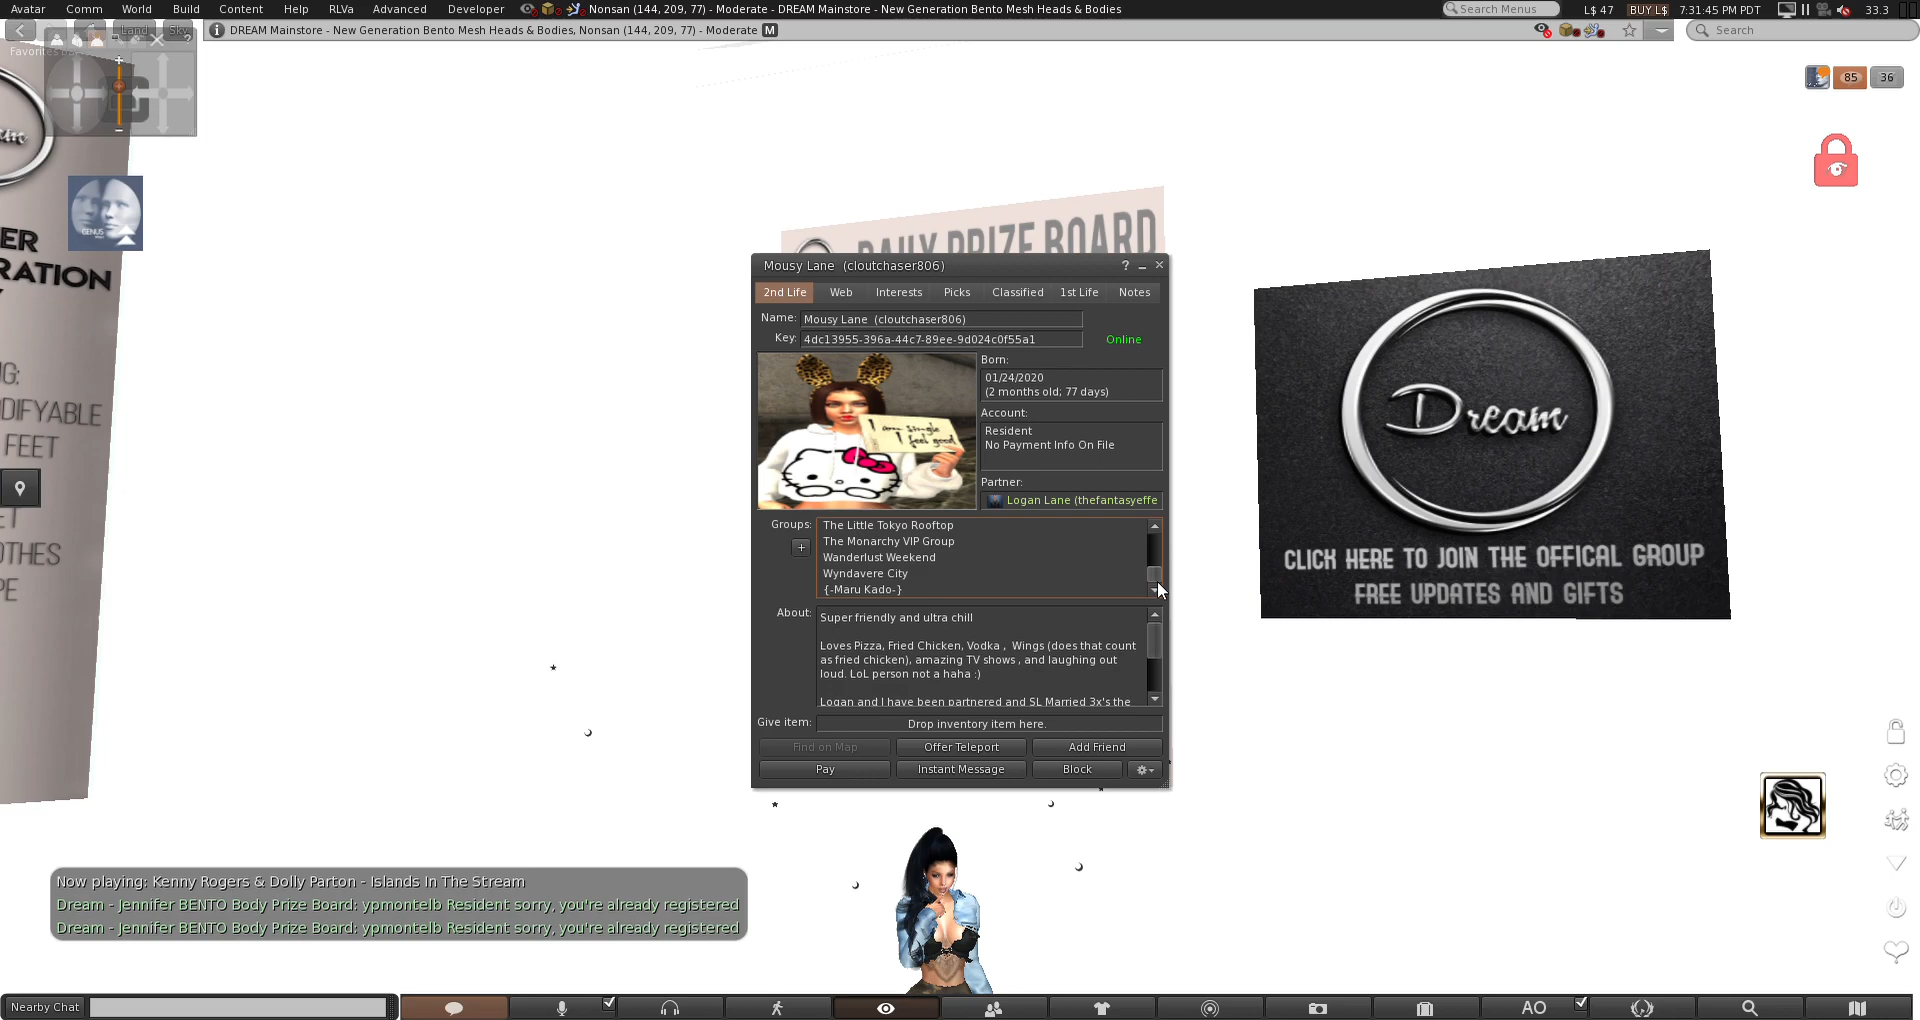 Avatar Comm World Build Content Help RLVa Advanced Developer Nonsan (144, 209, 77) - Moderate - DREAM Mainstore - New Generation Bento Mesh Heads & Bodies Search Menus L$ 47 BUY L$ 7:31:45 PM PDT 33.3
DREAM Mainstore - New Generation Bento Mesh Heads & Bodies, Nonsan (144, 209, 77) - Moderate M Search
Land Sky ?
85 36
GENUS
ER
RATION
G:
DIFYABLE
FEET
ET
OTHES
PE
DAILY PRIZE BOARD
Mousy Lane (cloutchaser806) ?
2nd Life Web Interests Picks Classified 1st Life Notes
Name: Mousy Lane (cloutchaser806)
Key: 4dc13955-396a-44c7-89ee-9d024c0f55a1 Online
Born:
01/24/2020
(2 months old; 77 days)
Account:
Resident
No Payment Info On File
I am single
I feel good
Partner:
Logan Lane (thefantasyeffe
Groups: The Little Tokyo Rooftop
The Monarchy VIP Group
Wanderlust Weekend
Wyndavere City
{-Maru Kado-}
About: Super friendly and ultra chill
Loves Pizza, Fried Chicken, Vodka , Wings (does that count
as fried chicken), amazing TV shows , and laughing out
loud. LoL person not a haha :)
Logan and I have been partnered and SL Married 3x's the
Give item: Drop inventory item here.
Find on Map Offer Teleport Add Friend
Pay Instant Message Block
Dream
CLICK HERE TO JOIN THE OFFICAL GROUP
FREE UPDATES AND GIFTS
Now playing: Kenny Rogers & Dolly Parton - Islands In The Stream
Dream - Jennifer BENTO Body Prize Board: ypmontelb Resident sorry, you're already registered
Dream - Jennifer BENTO Body Prize Board: ypmontelb Resident sorry, you're already registered
Nearby Chat AO